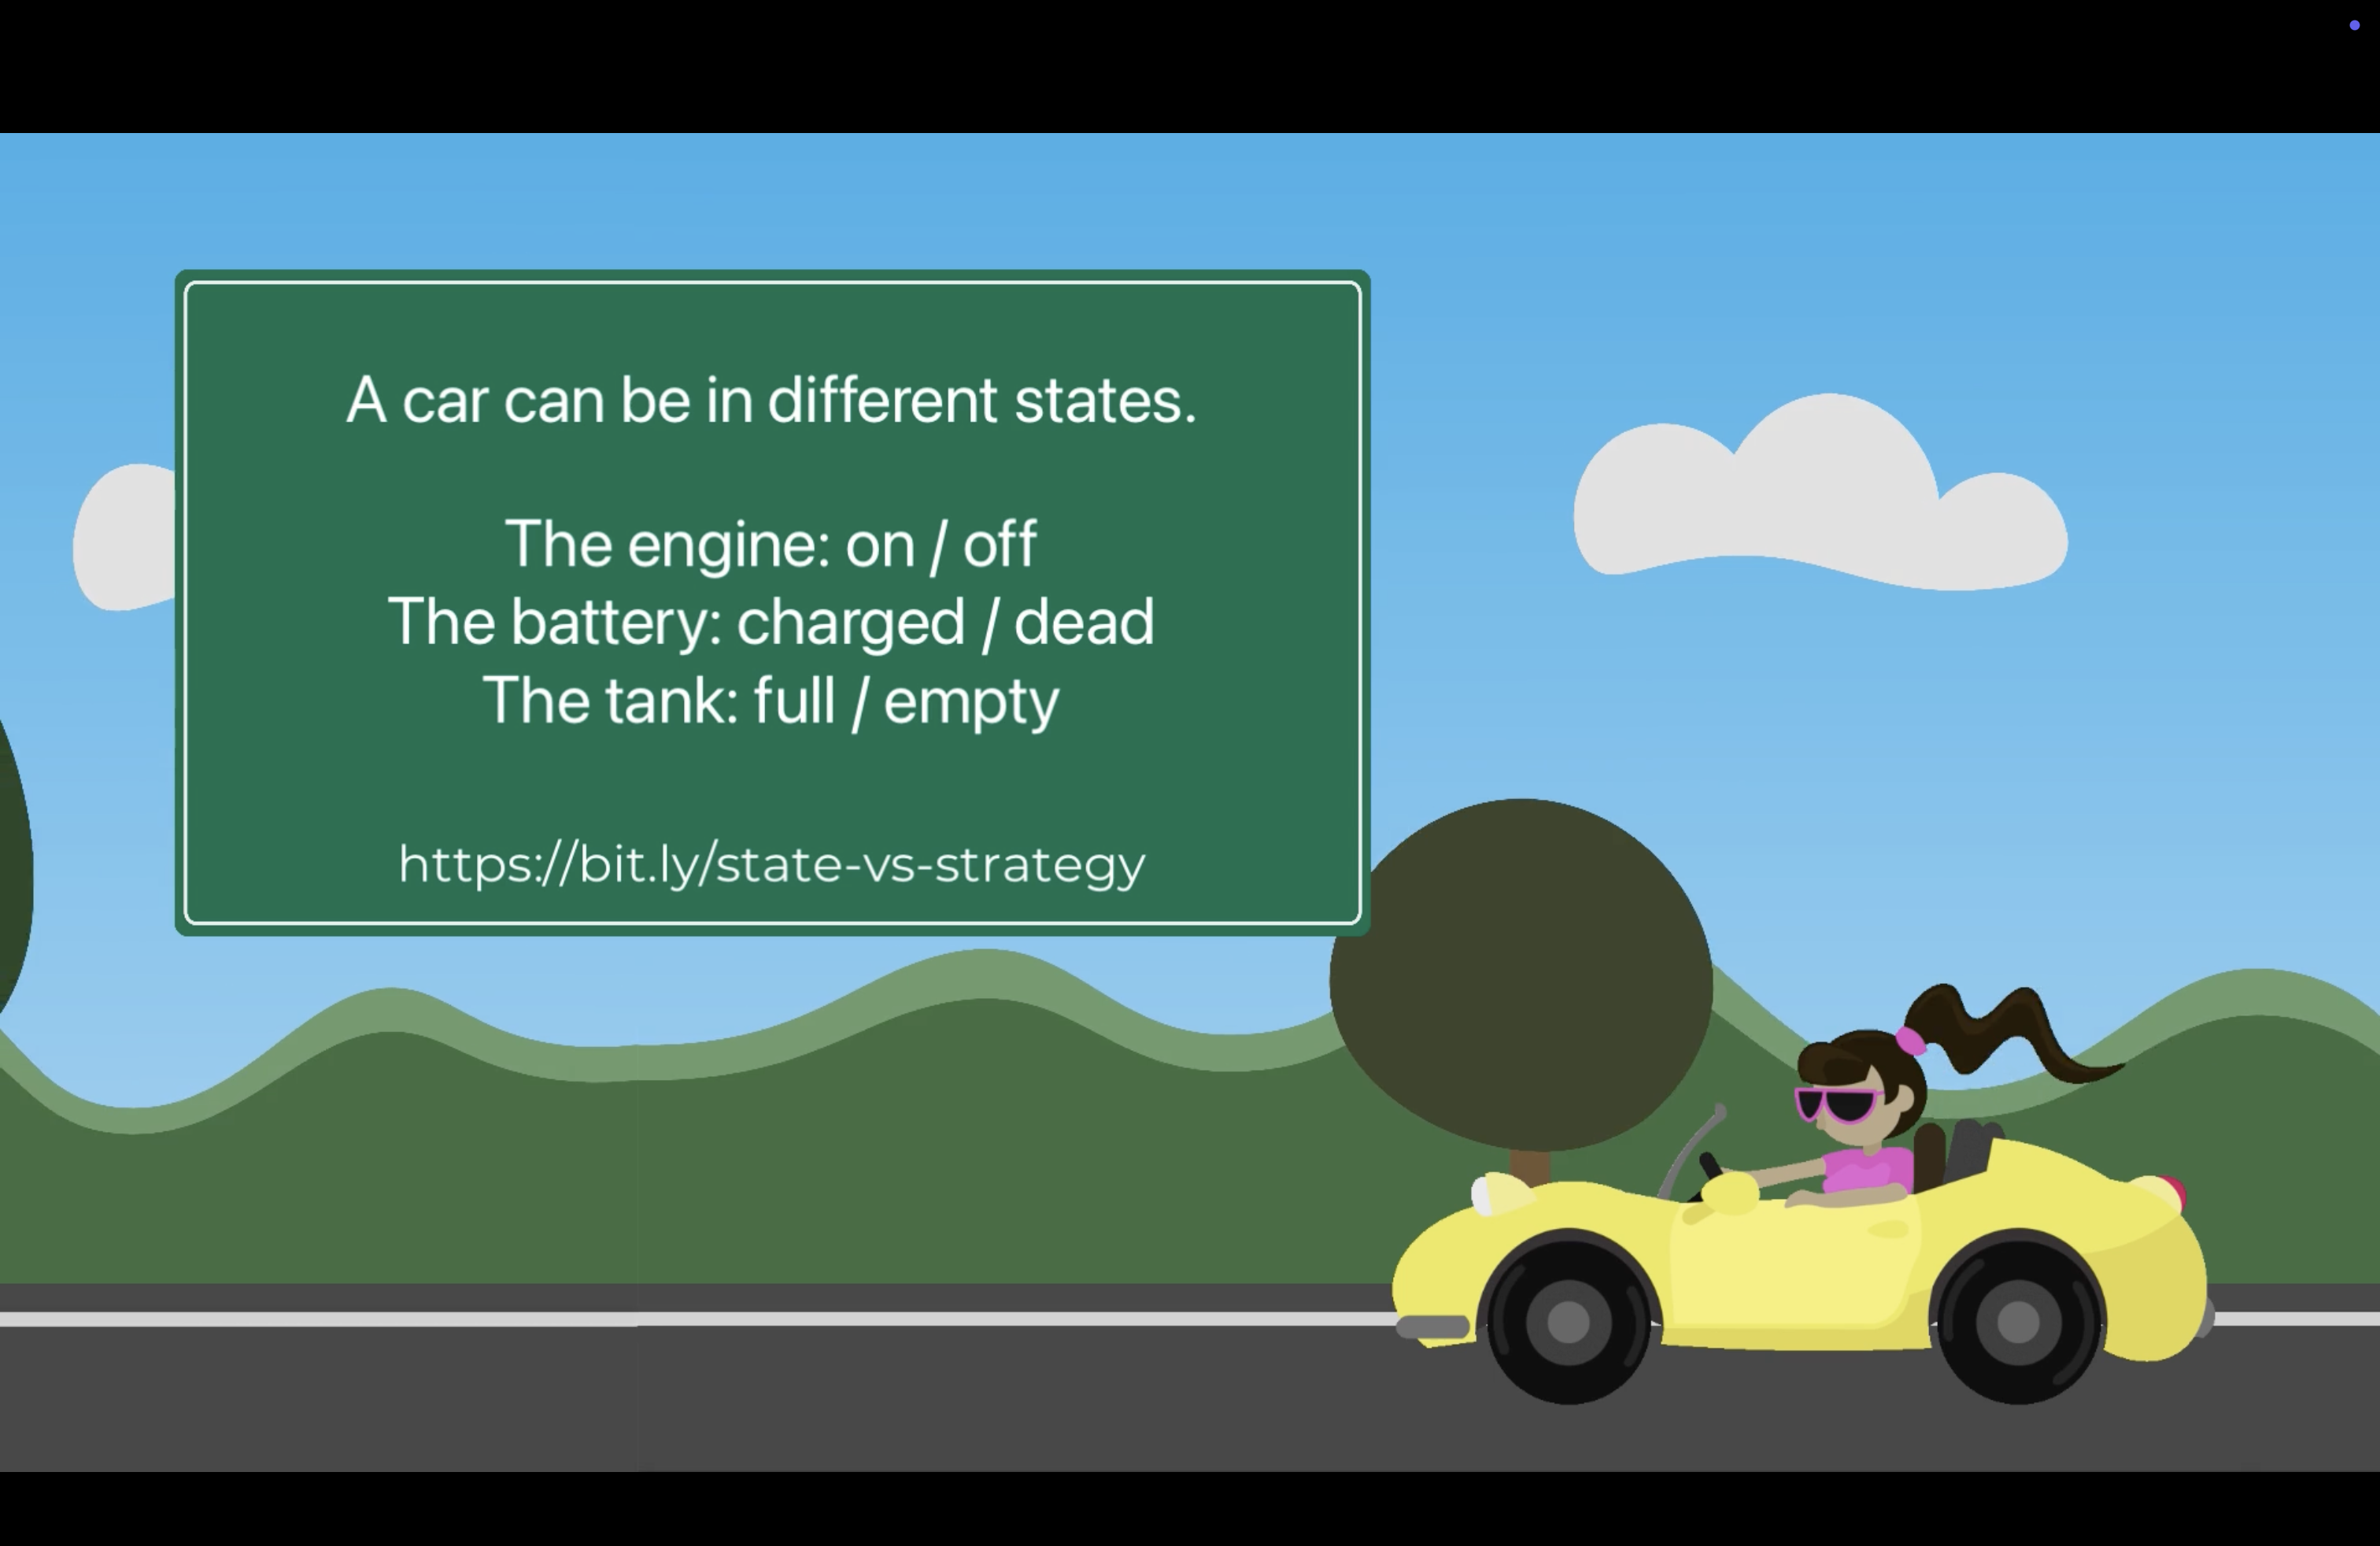 A car can be in different states.
The engine: on / off
The battery: charged / dead
The tank: full / empty
https://bit.ly/state-vs-strategy